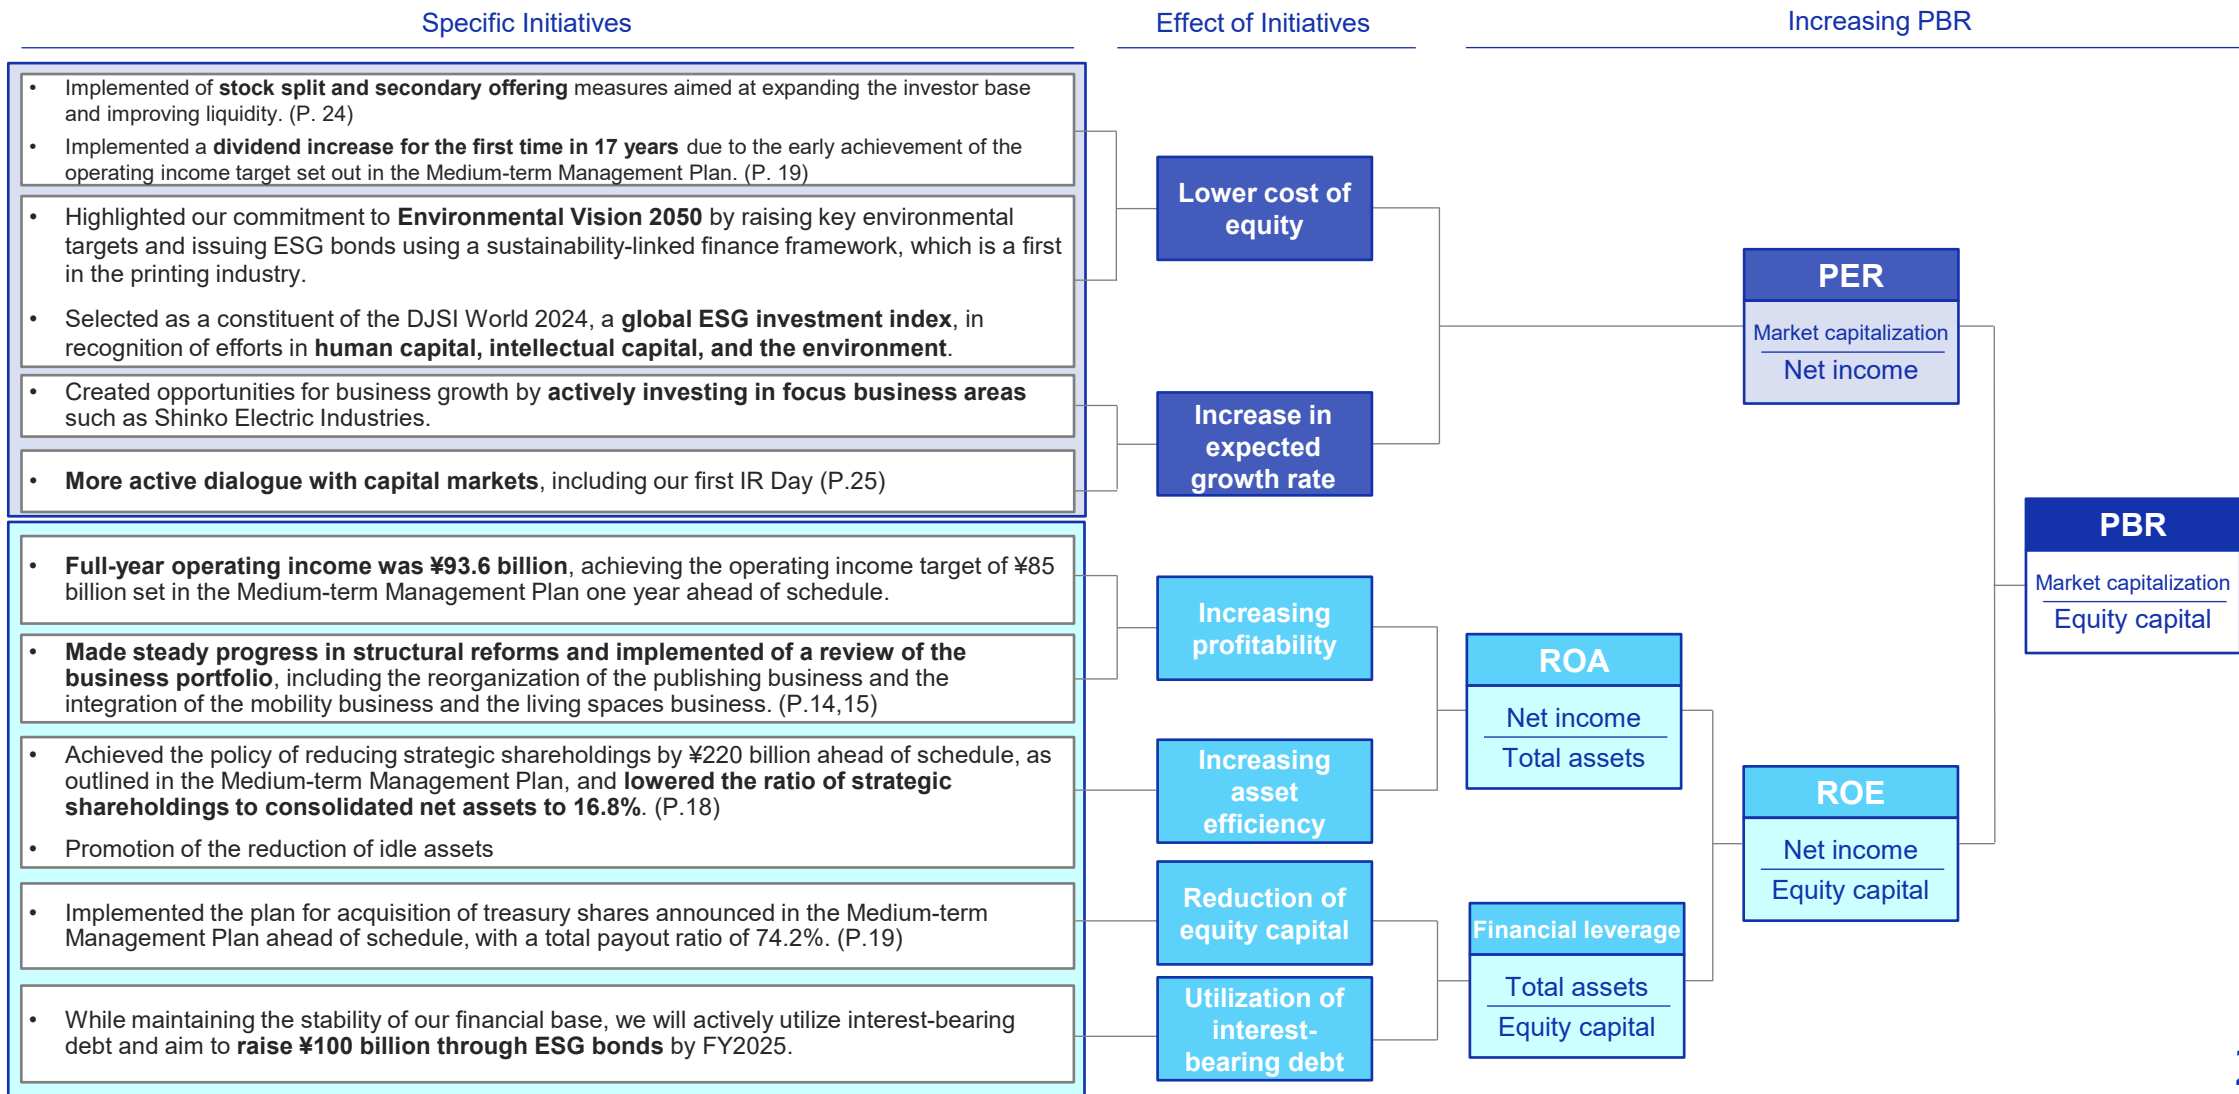 Specific Initiatives
Effect of Initiatives
Increasing PBR
• Implemented of stock split and secondary offering measures aimed at expanding the investor base
and improving liquidity. (P. 24)
• Implemented a dividend increase for the first time in 17 years due to the early achievement of the
operating income target set out in the Medium-term Management Plan. (P. 19)
• Highlighted our commitment to Environmental Vision 2050 by raising key environmental
targets and issuing ESG bonds using a sustainability-linked finance framework, which is a first
in the printing industry.
• Selected as a constituent of the DJSI World 2024, a global ESG investment index, in
recognition of efforts in human capital, intellectual capital, and the environment.
• Created opportunities for business growth by actively investing in focus business areas
such as Shinko Electric Industries.
• More active dialogue with capital markets, including our first IR Day (P.25)
• Full-year operating income was ¥93.6 billion, achieving the operating income target of ¥85
billion set in the Medium-term Management Plan one year ahead of schedule.
• Made steady progress in structural reforms and implemented of a review of the
business portfolio, including the reorganization of the publishing business and the
integration of the mobility business and the living spaces business. (P.14,15)
• Achieved the policy of reducing strategic shareholdings by ¥220 billion ahead of schedule, as
outlined in the Medium-term Management Plan, and lowered the ratio of strategic
shareholdings to consolidated net assets to 16.8%. (P.18)
• Promotion of the reduction of idle assets
• Implemented the plan for acquisition of treasury shares announced in the Medium-term
Management Plan ahead of schedule, with a total payout ratio of 74.2%. (P.19)
• While maintaining the stability of our financial base, we will actively utilize interest-bearing
debt and aim to raise ¥100 billion through ESG bonds by FY2025.
Lower cost of
equity
Increase in
expected
growth rate
Increasing
profitability
Increasing
asset
efficiency
Reduction of
equity capital
Utilization of
interest-
bearing debt
ROA
Net income
Total assets
Financial leverage
Total assets
Equity capital
PER
Market capitalization
Net income
ROE
Net income
Equity capital
PBR
Market capitalization
Equity capital